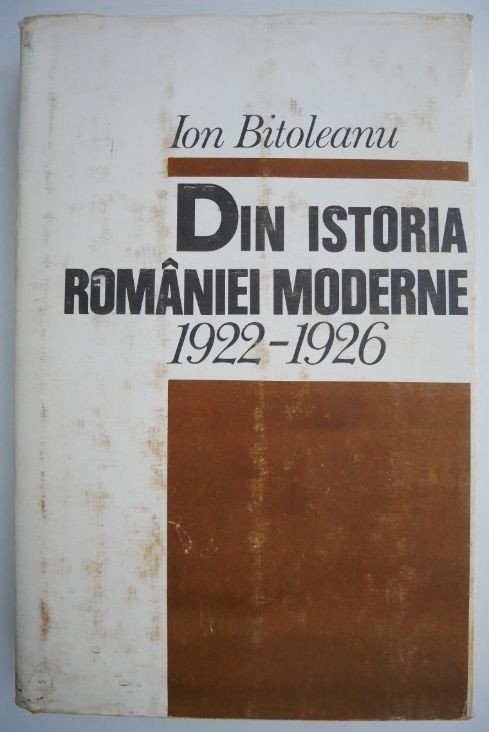 Ion Bitoleanu
DIN ISTORIA
ROMÂNIEI MODERNE
1922-1926